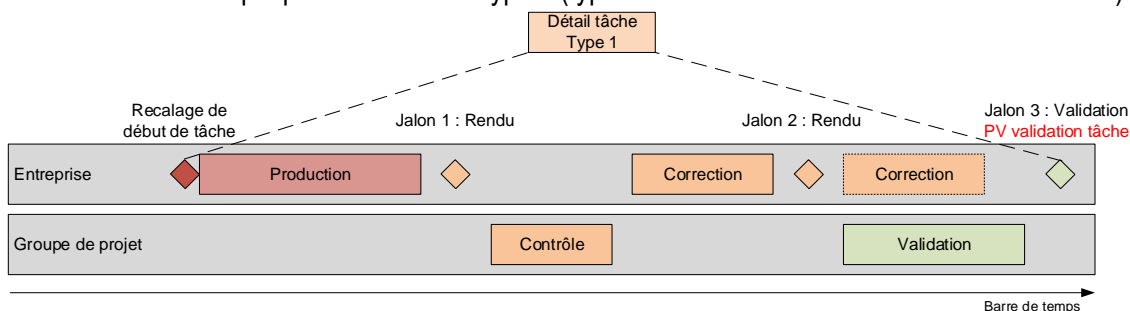 Détail tâche
Type 1
Recalage de
début de tâche
Jalon 1 : Rendu
Jalon 2 : Rendu
Jalon 3 : Validation
PV validation tâche
Entreprise
Production
Correction
Correction
Groupe de projet
Contrôle
Validation
Barre de temps